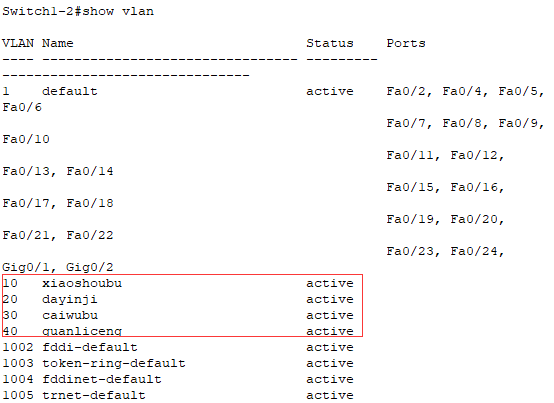 Switch1-2#show vlan
VLAN Name                             Status    Ports
---- -------------------------------- ---------
-------------------------------
1    default                          active    Fa0/2, Fa0/4, Fa0/5,
Fa0/6
                                                Fa0/7, Fa0/8, Fa0/9,
Fa0/10
                                                Fa0/11, Fa0/12,
Fa0/13, Fa0/14
                                                Fa0/15, Fa0/16,
Fa0/17, Fa0/18
                                                Fa0/19, Fa0/20,
Fa0/21, Fa0/22
                                                Fa0/23, Fa0/24,
Gig0/1, Gig0/2
10   xiaoshoubu                       active
20   dayinji                          active
30   caiwubu                          active
40   guanliceng                       active
1002 fddi-default                     active
1003 token-ring-default               active
1004 fddinet-default                  active
1005 trnet-default                    active